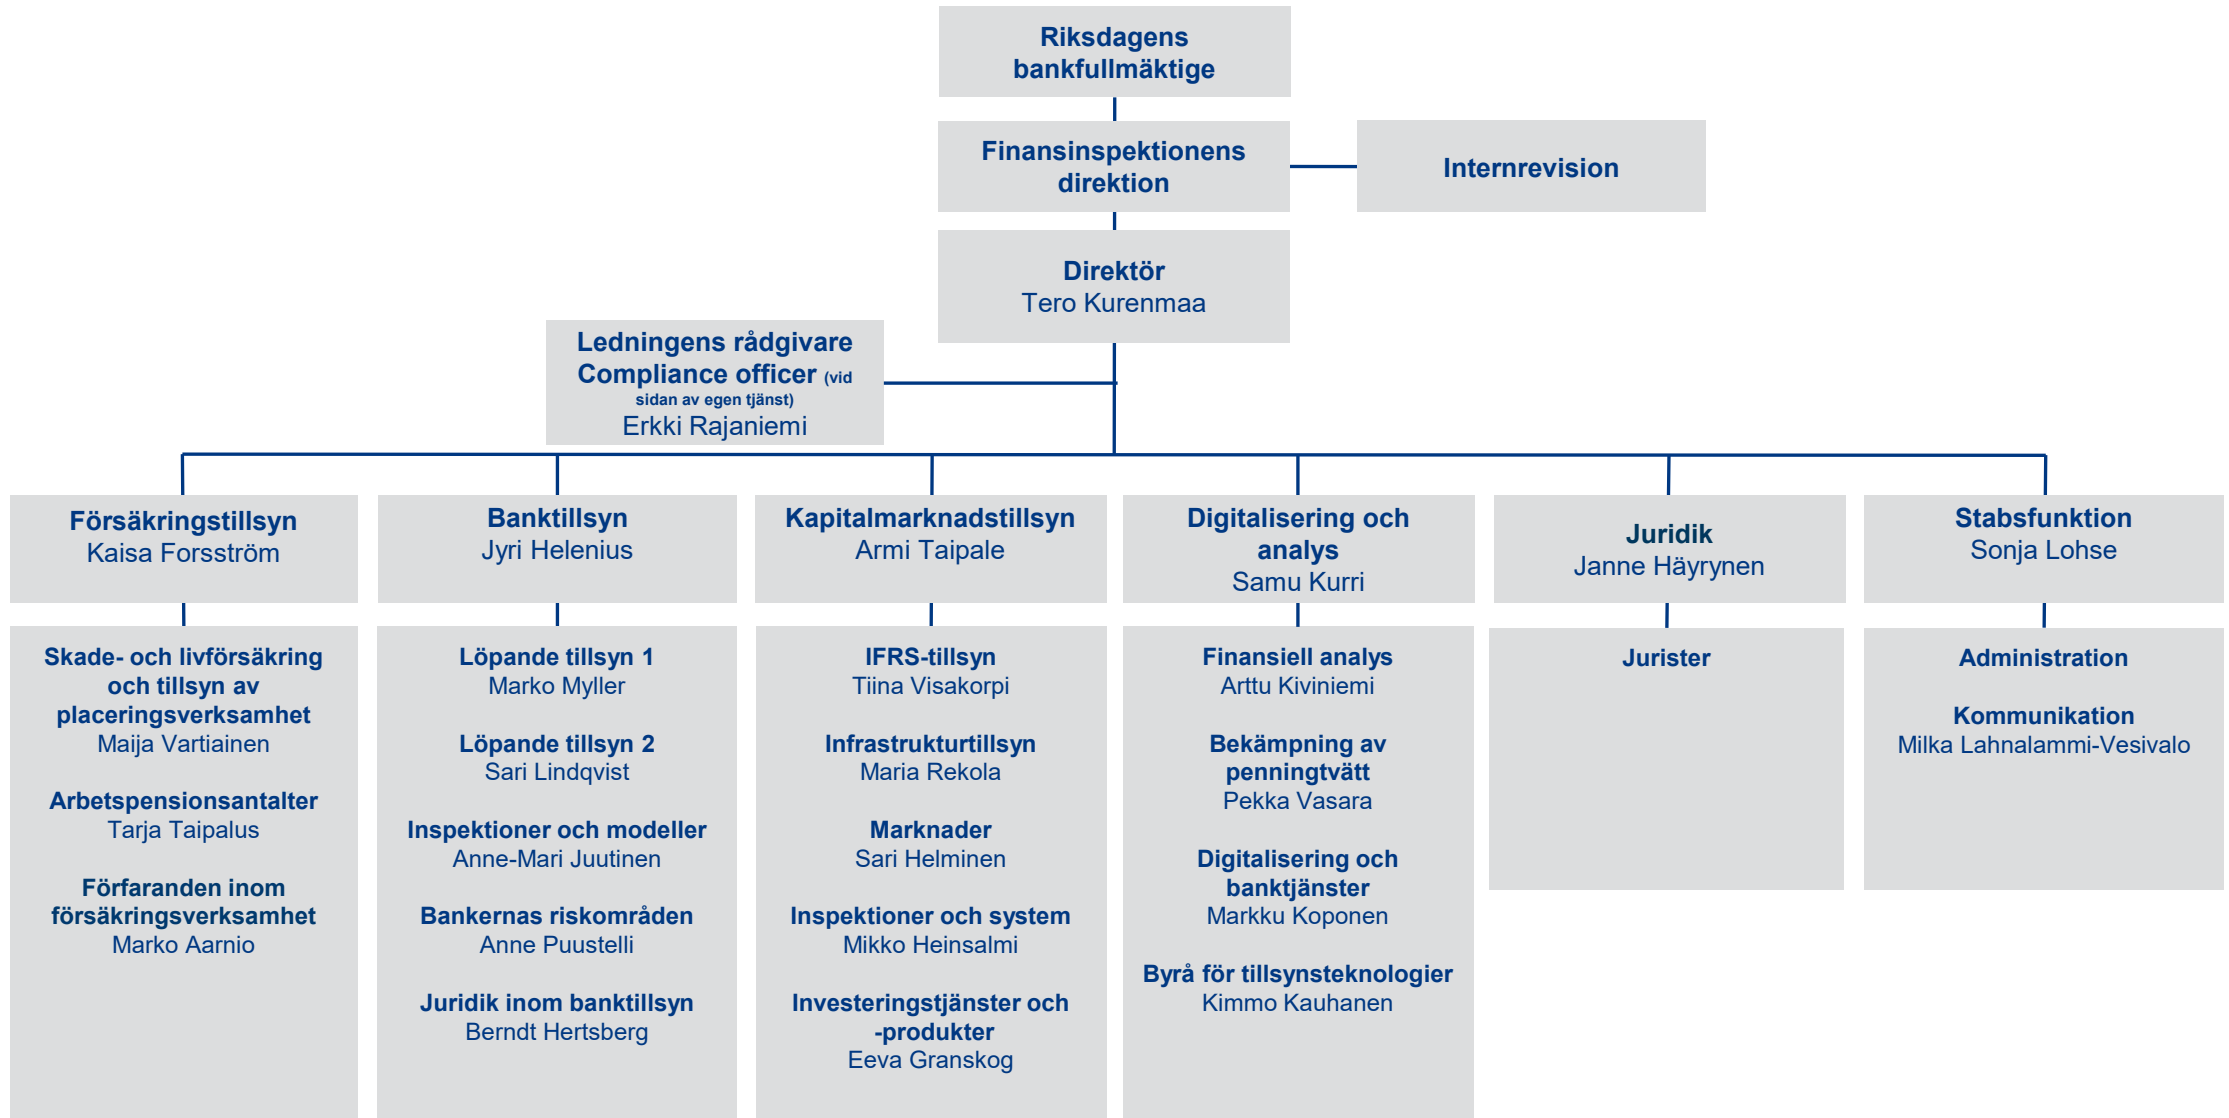 Riksdagens
bankfullmäktige
Finansinspektionens
direktion
Internrevision
Direktör
Tero Kurenmaa
Ledningens rådgivare
Compliance officer (vid
sidan av egen tjänst)
Erkki Rajaniemi
Försäkringstillsyn
Kaisa Forsström
Banktillsyn
Jyri Helenius
Kapitalmarknadstillsyn
Armi Taipale
Digitalisering och
analys
Samu Kurri
Juridik
Janne Häyrynen
Stabsfunktion
Sonja Lohse
Skade- och livförsäkring
och tillsyn av
placeringsverksamhet
Maija Vartiainen
Arbetspensionsantalter
Tarja Taipalus
Förfaranden inom
försäkringsverksamhet
Marko Aarnio
Löpande tillsyn 1
Marko Myller
Löpande tillsyn 2
Sari Lindqvist
Inspektioner och modeller
Anne-Mari Juutinen
Bankernas riskområden
Anne Puustelli
Juridik inom banktillsyn
Berndt Hertsberg
IFRS-tillsyn
Tiina Visakorpi
Infrastrukturtillsyn
Maria Rekola
Marknader
Sari Helminen
Inspektioner och system
Mikko Heinsalmi
Investeringstjänster och
-produkter
Eeva Granskog
Finansiell analys
Arttu Kiviniemi
Bekämpning av
penningtvätt
Pekka Vasara
Digitalisering och
banktjänster
Markku Koponen
Byrå för tillsynsteknologier
Kimmo Kauhanen
Jurister
Administration
Kommunikation
Milka Lahnalammi-Vesivalo